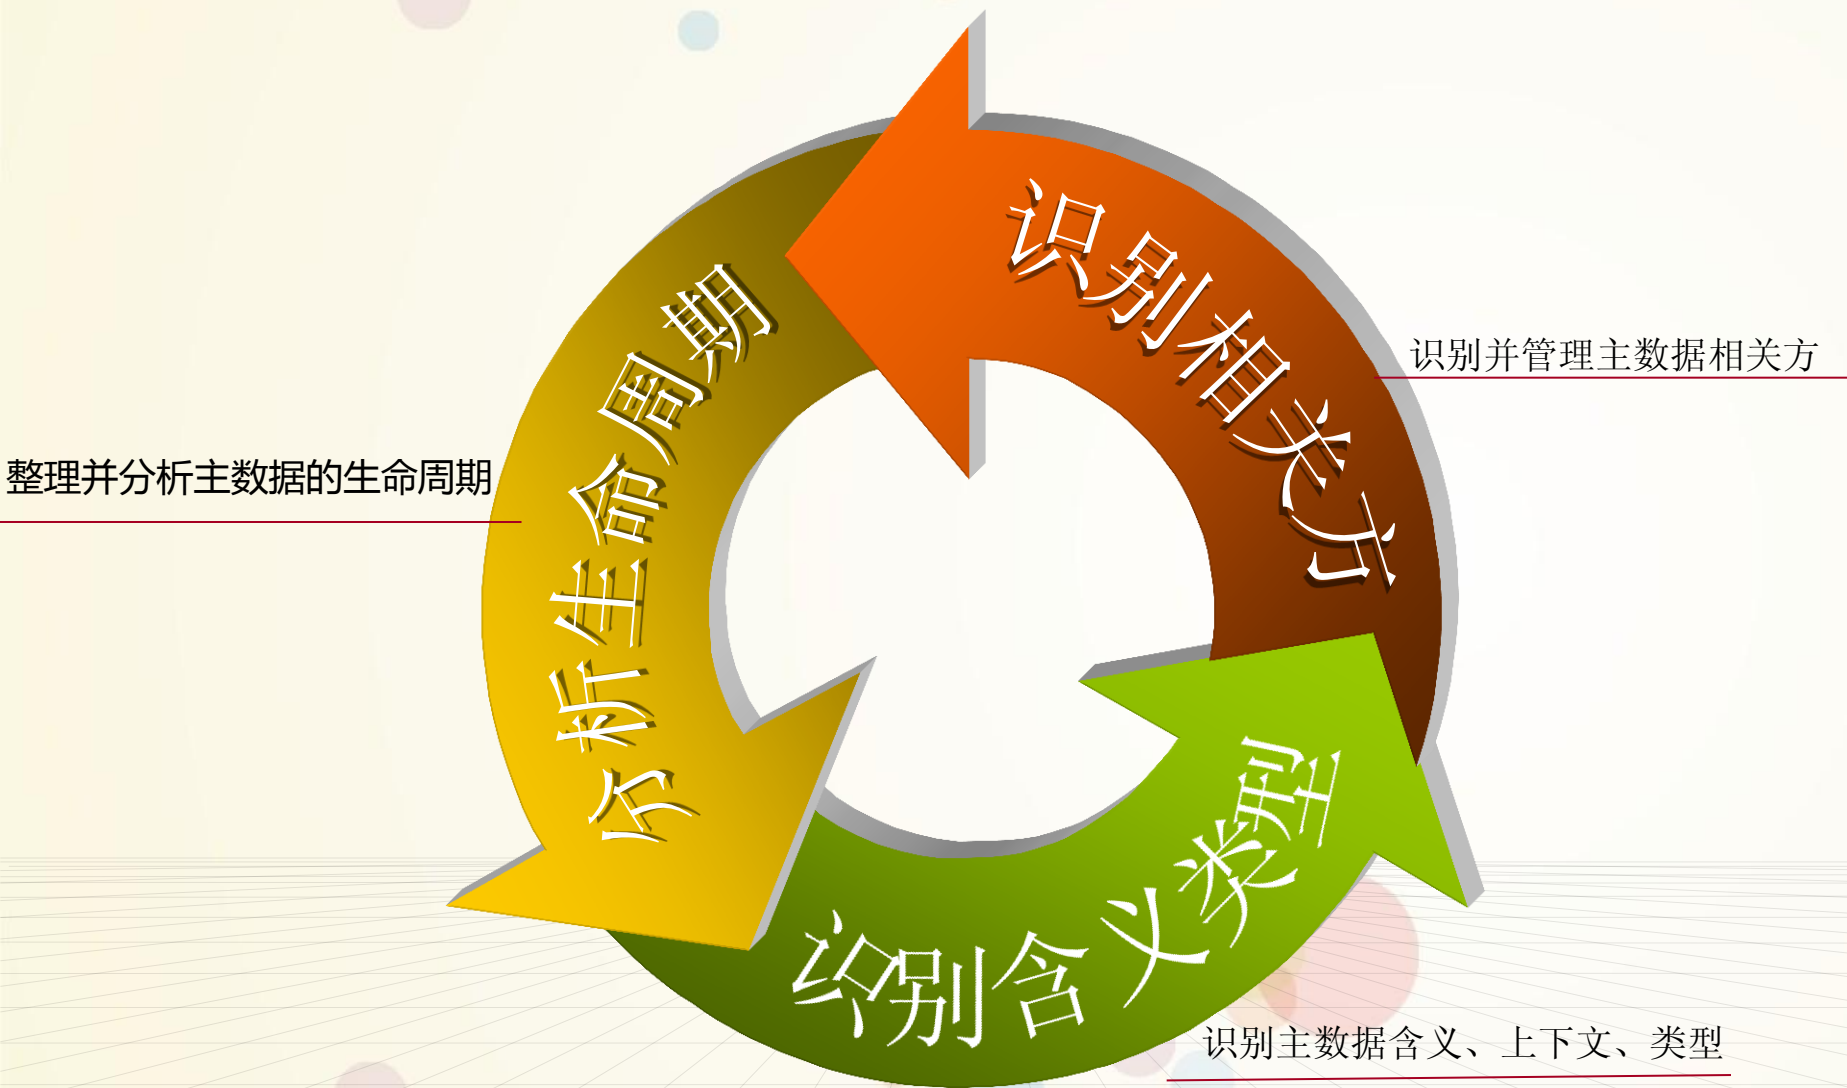 识别相关方
识别并管理主数据相关方
分析生命周期
整理并分析主数据的生命周期
识别含义类型
识别主数据含义、上下文、类型